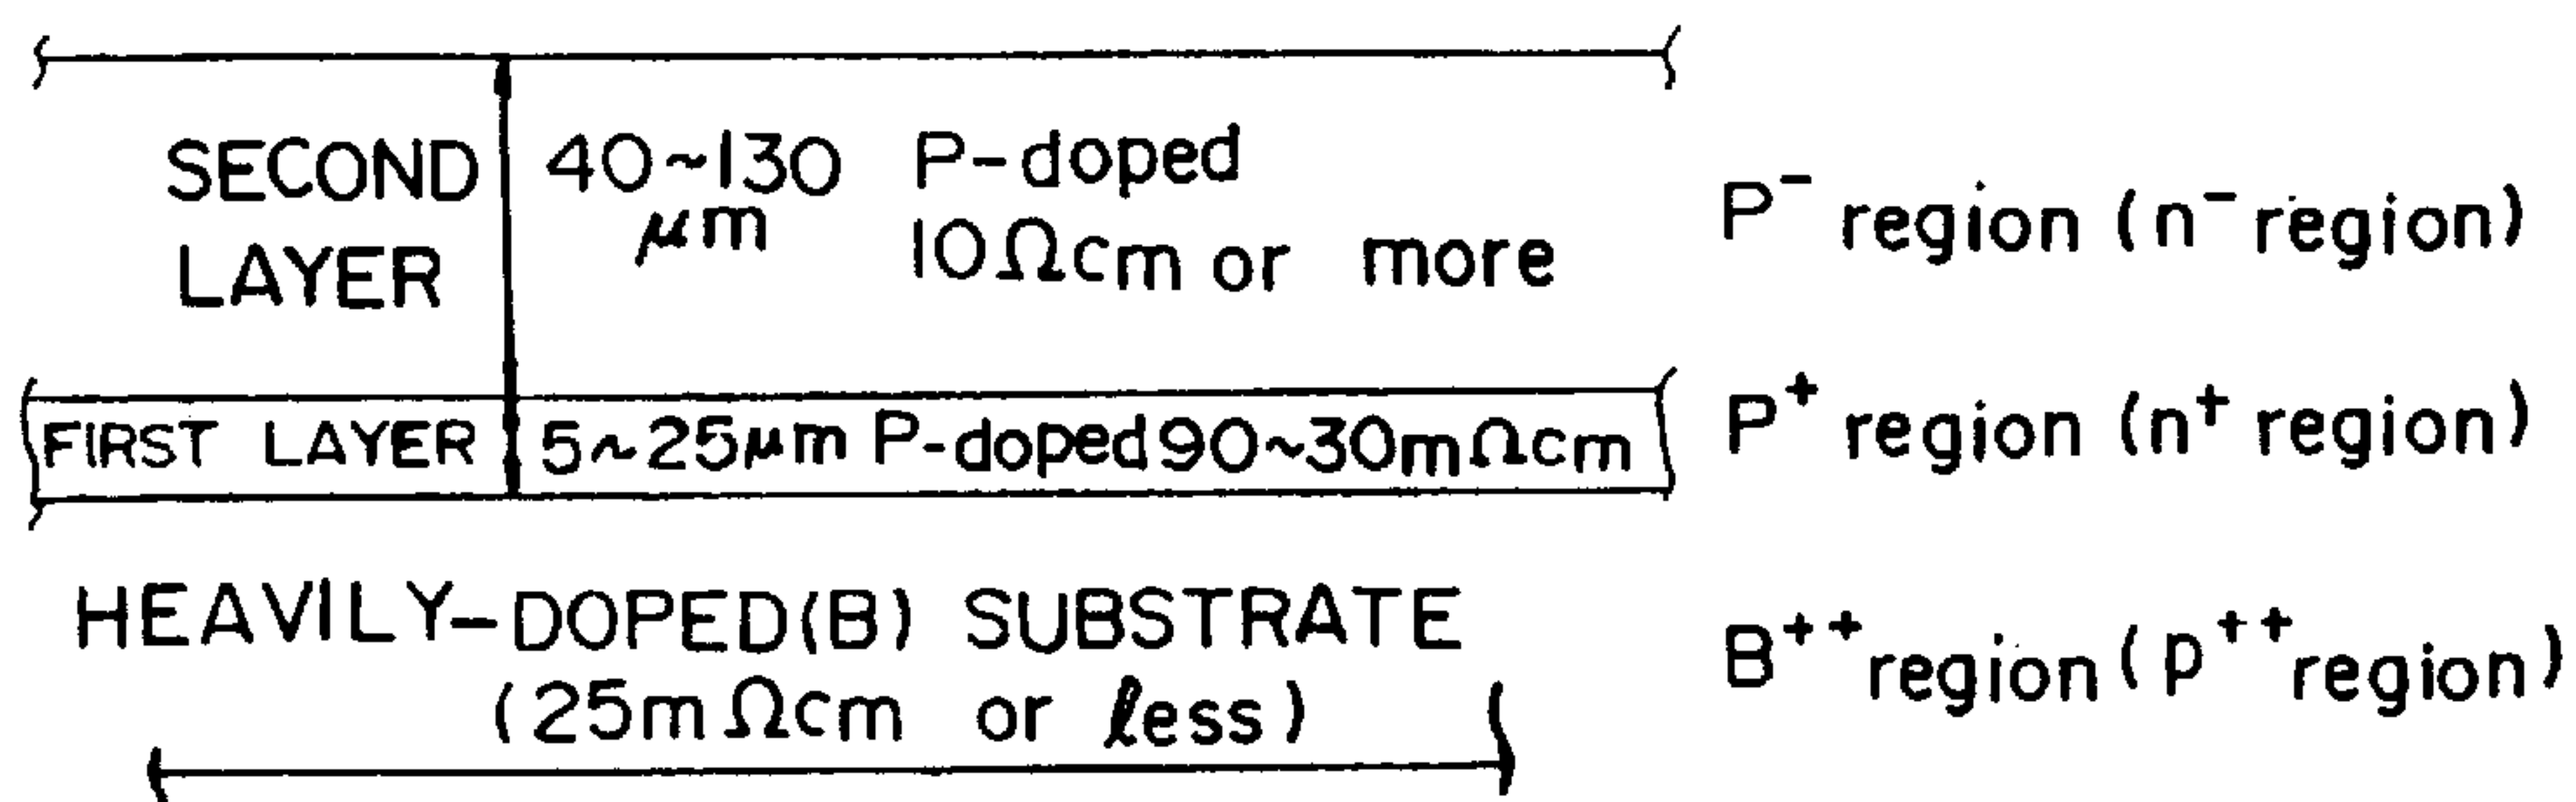 SECOND LAYER
40~130 μm
P-doped
10Ωcm or more
P⁻ region (n⁻ region)
FIRST LAYER
5~25μm P-doped 90~30mΩcm
P⁺ region (n⁺ region)
HEAVILY-DOPED(B) SUBSTRATE
(25mΩcm or less)
B⁺⁺ region (p⁺⁺ region)